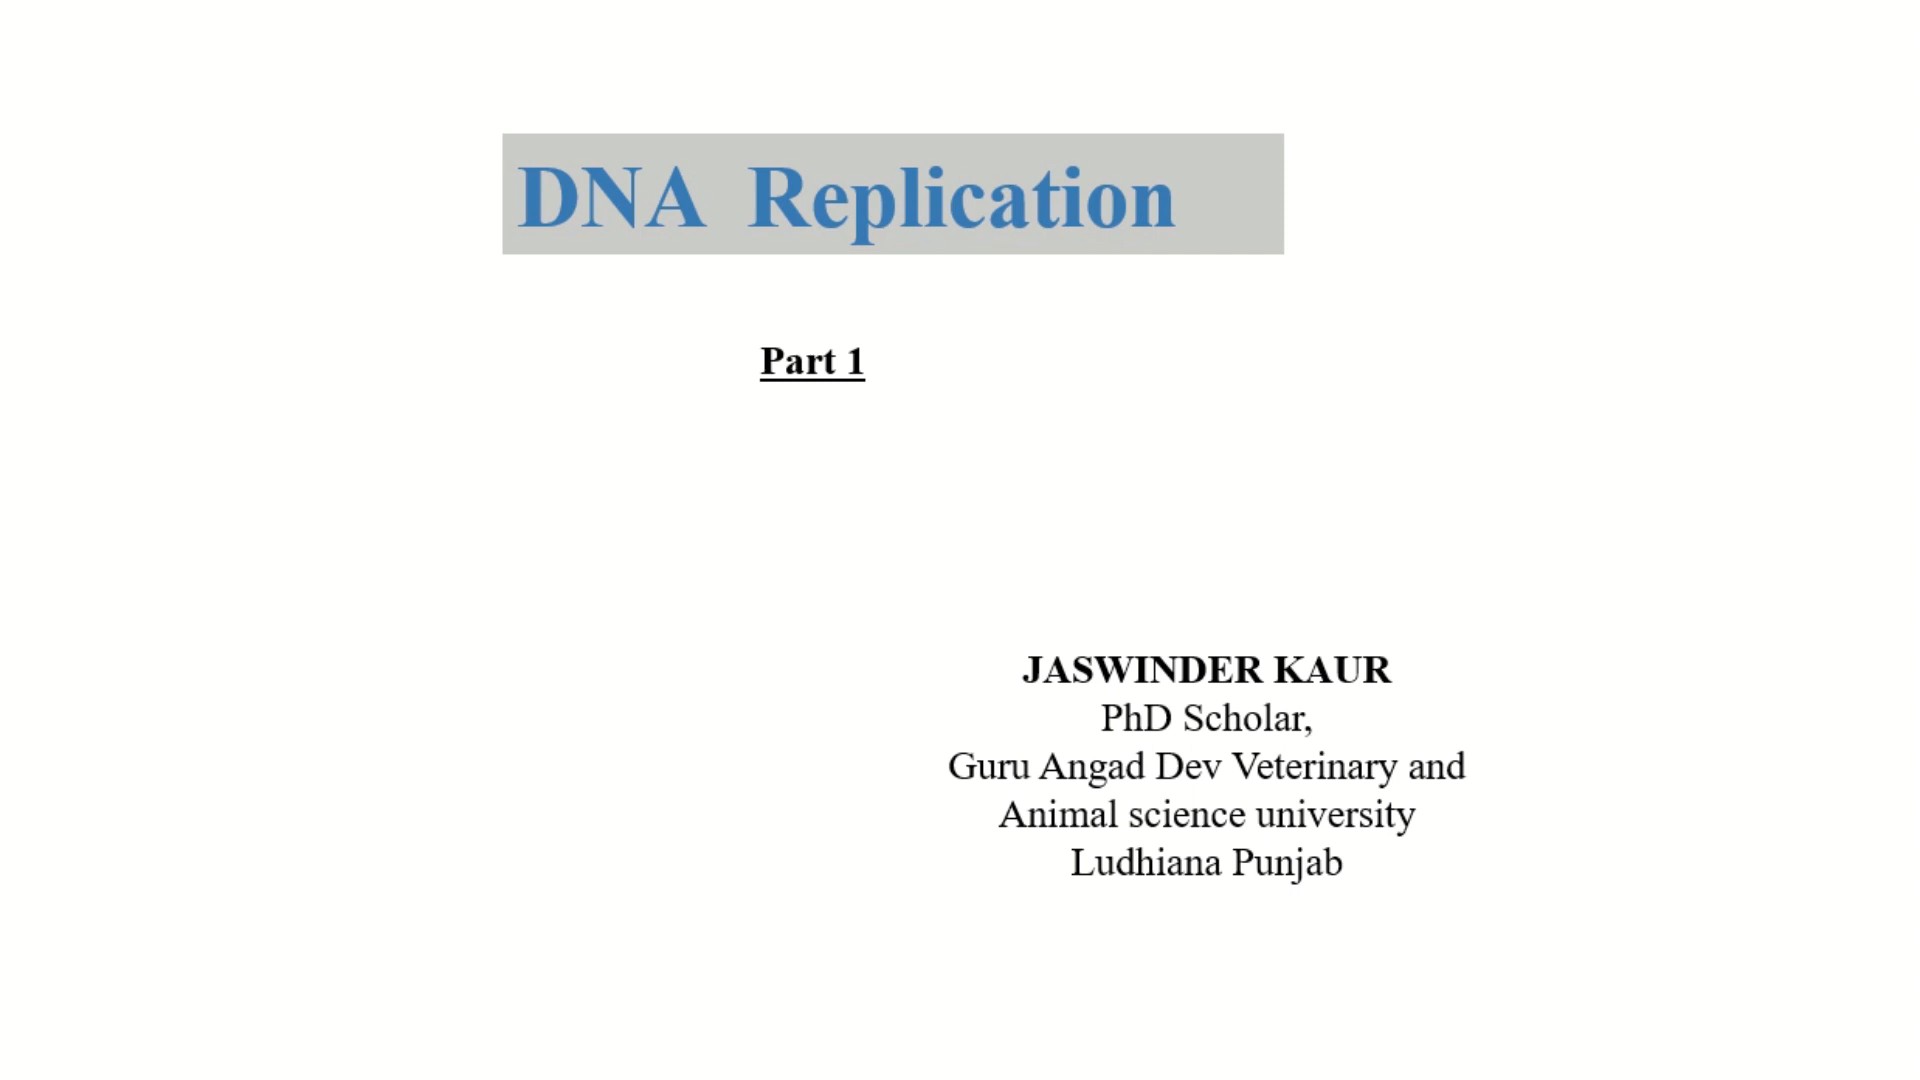 DNA Replication
Part 1
JASWINDER KAUR
PhD Scholar,
Guru Angad Dev Veterinary and
Animal science university
Ludhiana Punjab